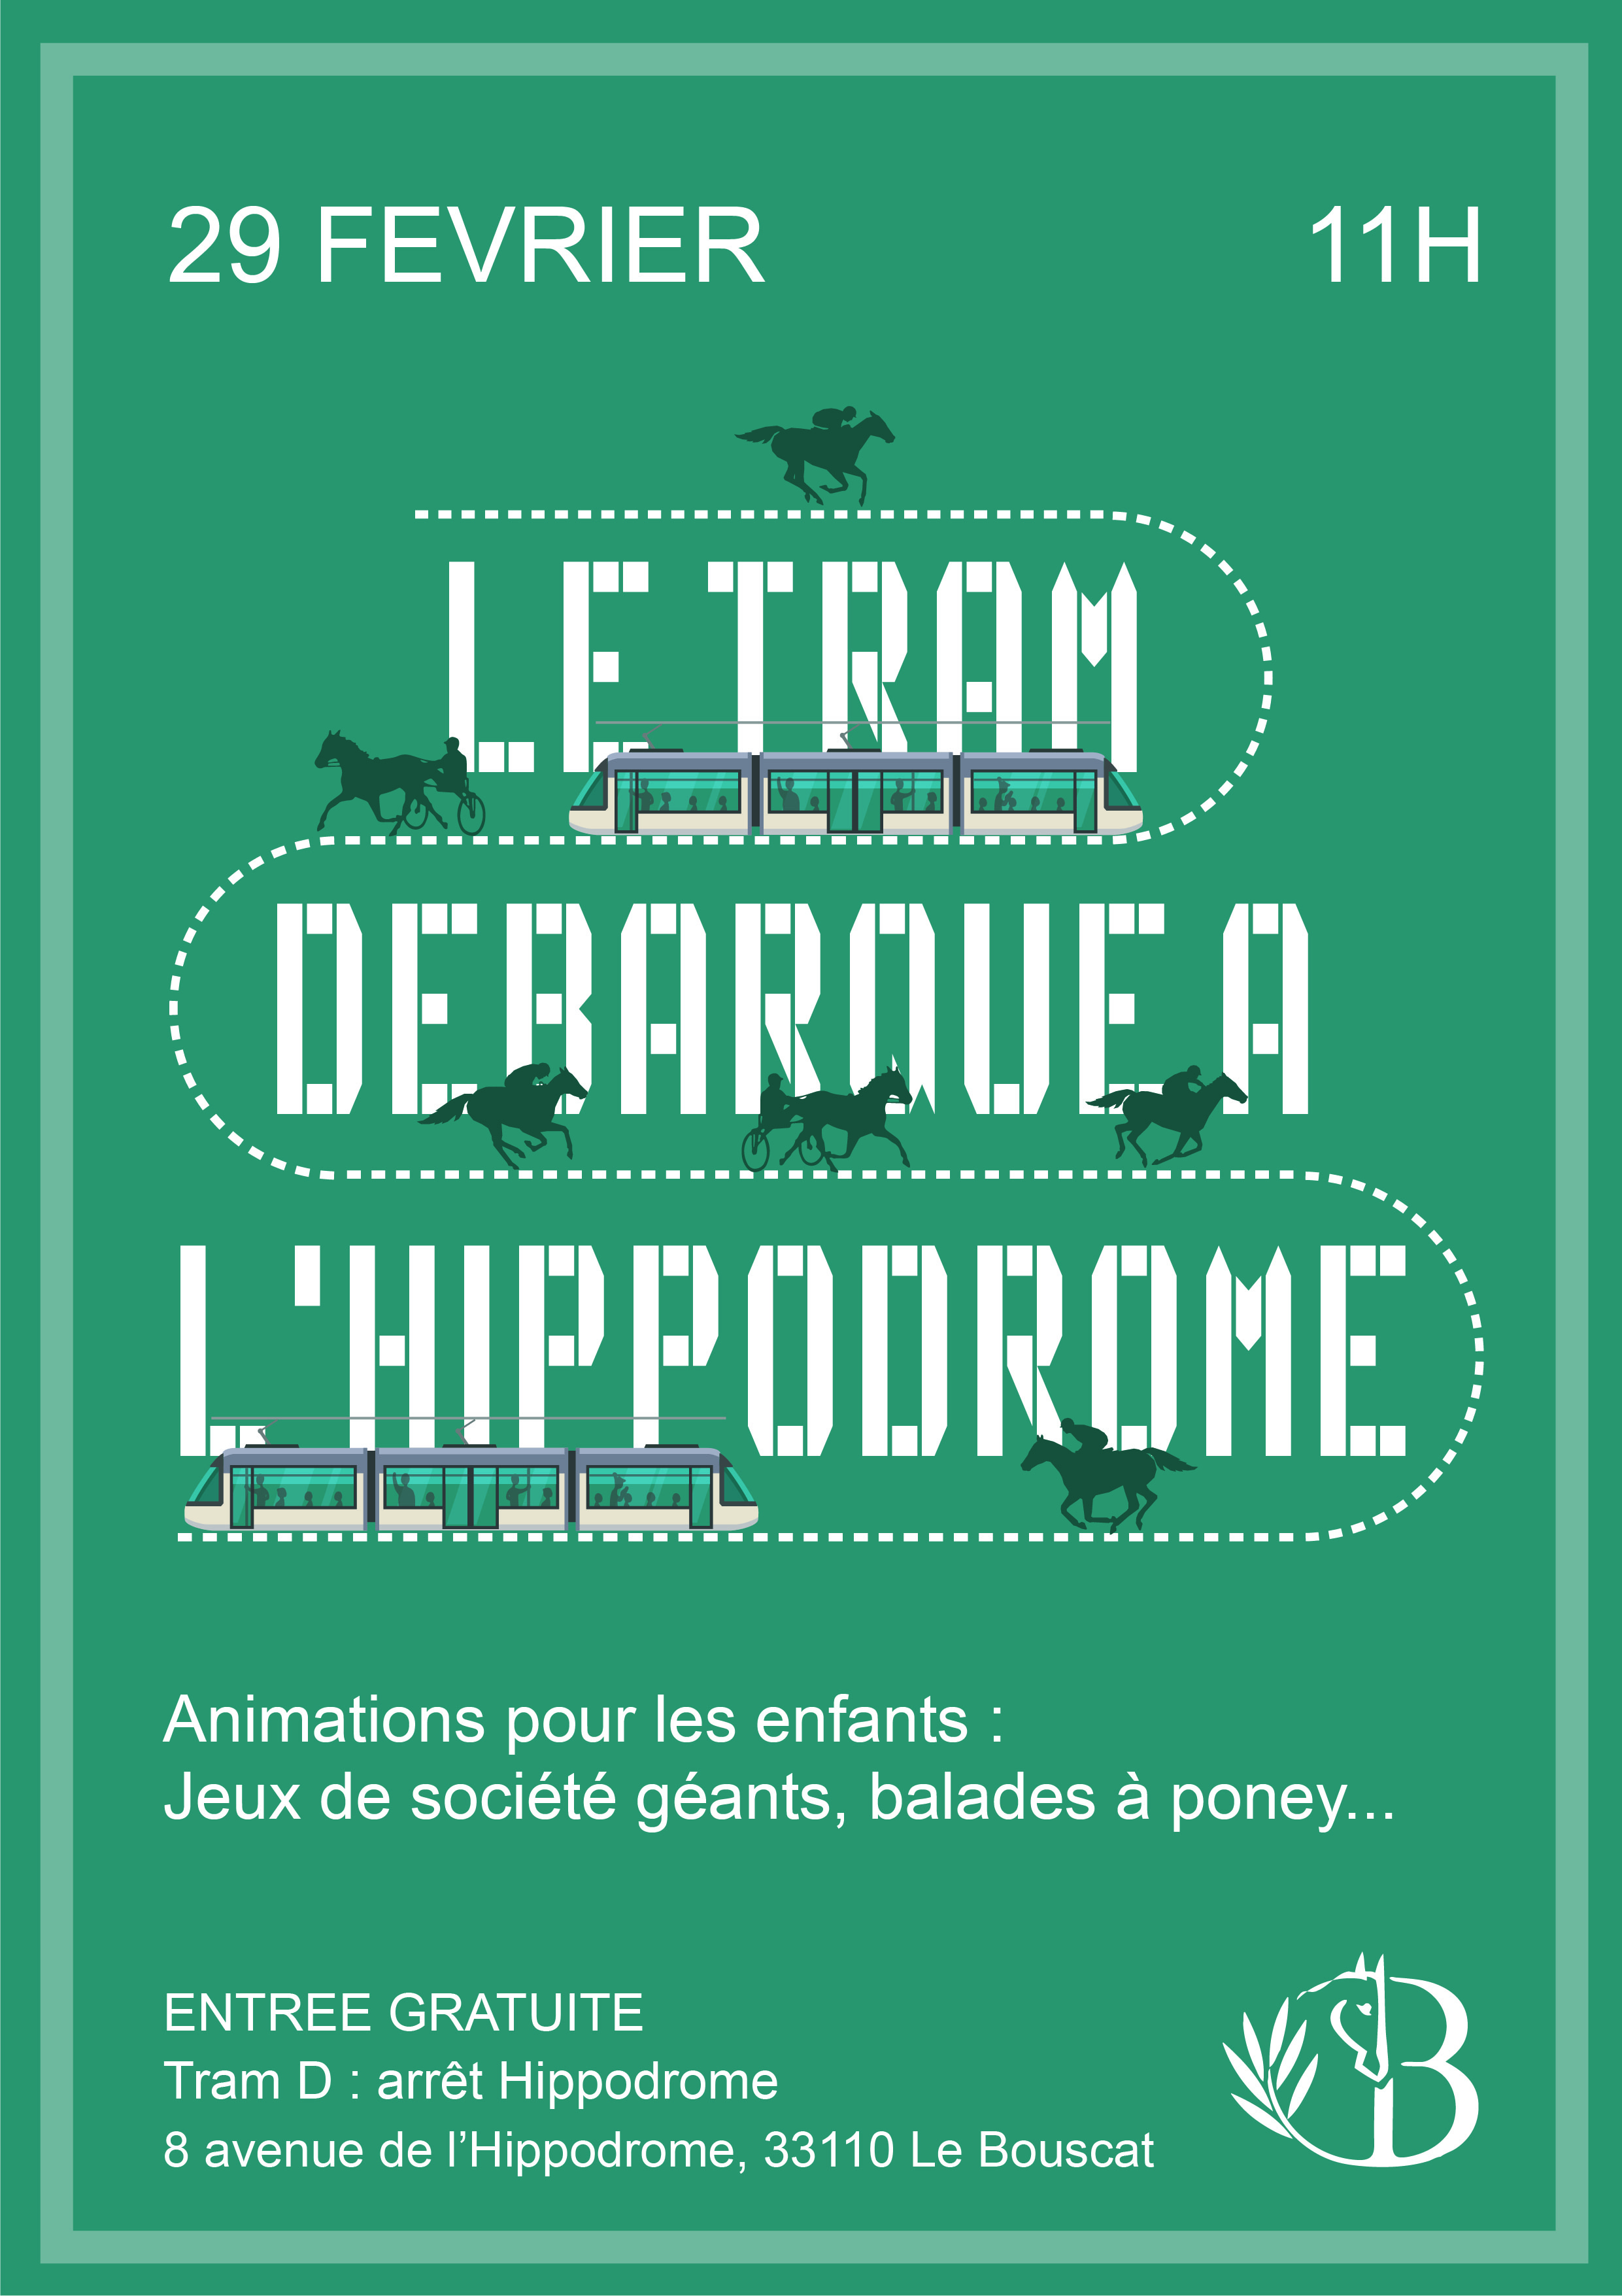 29 FEVRIER 11H
LE TRAM
DEBARQUE A
L'HIPPODROME
Animations pour les enfants :
Jeux de société géants, balades à poney...
ENTREE GRATUITE
Tram D : arrêt Hippodrome
8 avenue de l’Hippodrome, 33110 Le Bouscat
B